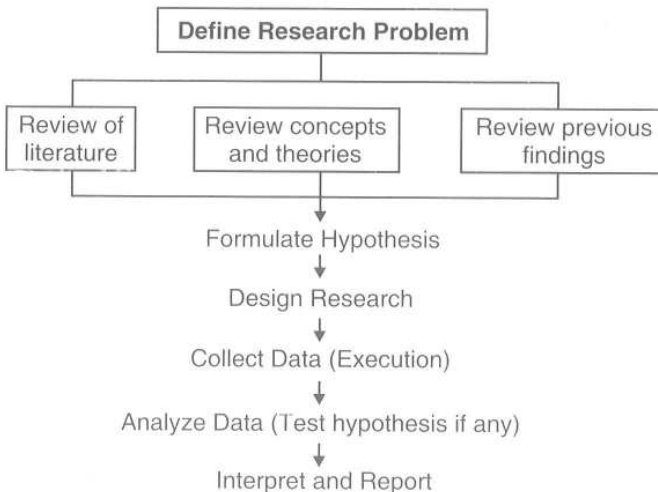 Define Research Problem
Review of
literature
Review concepts
and theories
Review previous
findings
Formulate Hypothesis
Design Research
Collect Data (Execution)
Analyze Data (Test hypothesis if any)
Interpret and Report